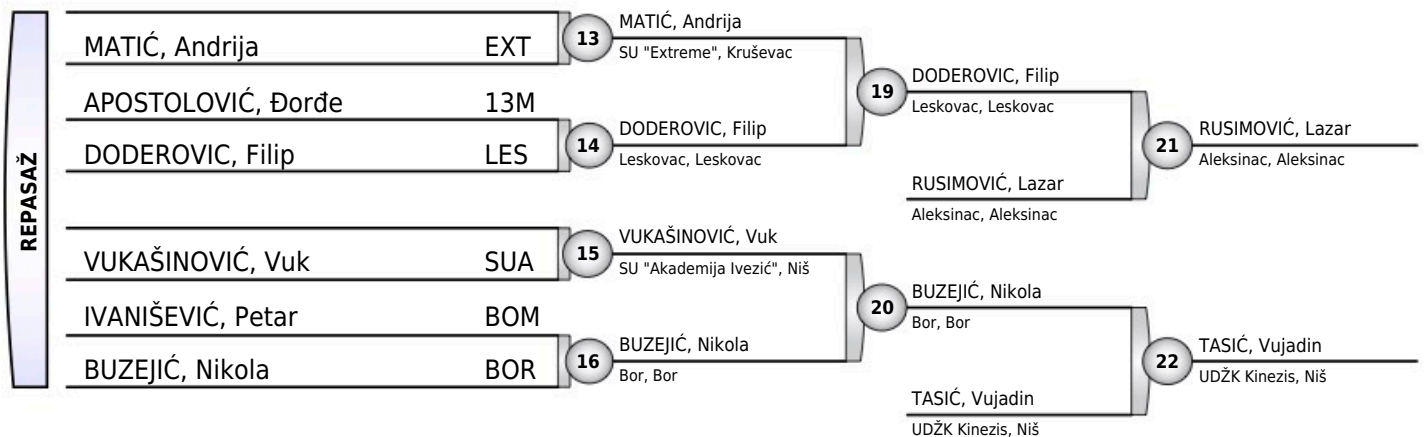 REPASAŽ
MATIĆ, Andrija EXT
APOSTOLOVIĆ, Đorđe 13M
DODEROVIC, Filip LES
VUKAŠINOVIĆ, Vuk SUA
IVANIŠEVIĆ, Petar BOM
BUZEJIĆ, Nikola BOR
13
MATIĆ, Andrija
SU "Extreme", Kruševac
14
DODEROVIC, Filip
Leskovac, Leskovac
15
VUKAŠINOVIĆ, Vuk
SU "Akademija Ivezić", Niš
16
BUZEJIĆ, Nikola
Bor, Bor
19
DODEROVIC, Filip
Leskovac, Leskovac
RUSIMOVIĆ, Lazar
Aleksinac, Aleksinac
20
BUZEJIĆ, Nikola
Bor, Bor
TASIĆ, Vujadin
UDŽK Kinezis, Niš
21
RUSIMOVIĆ, Lazar
Aleksinac, Aleksinac
22
TASIĆ, Vujadin
UDŽK Kinezis, Niš